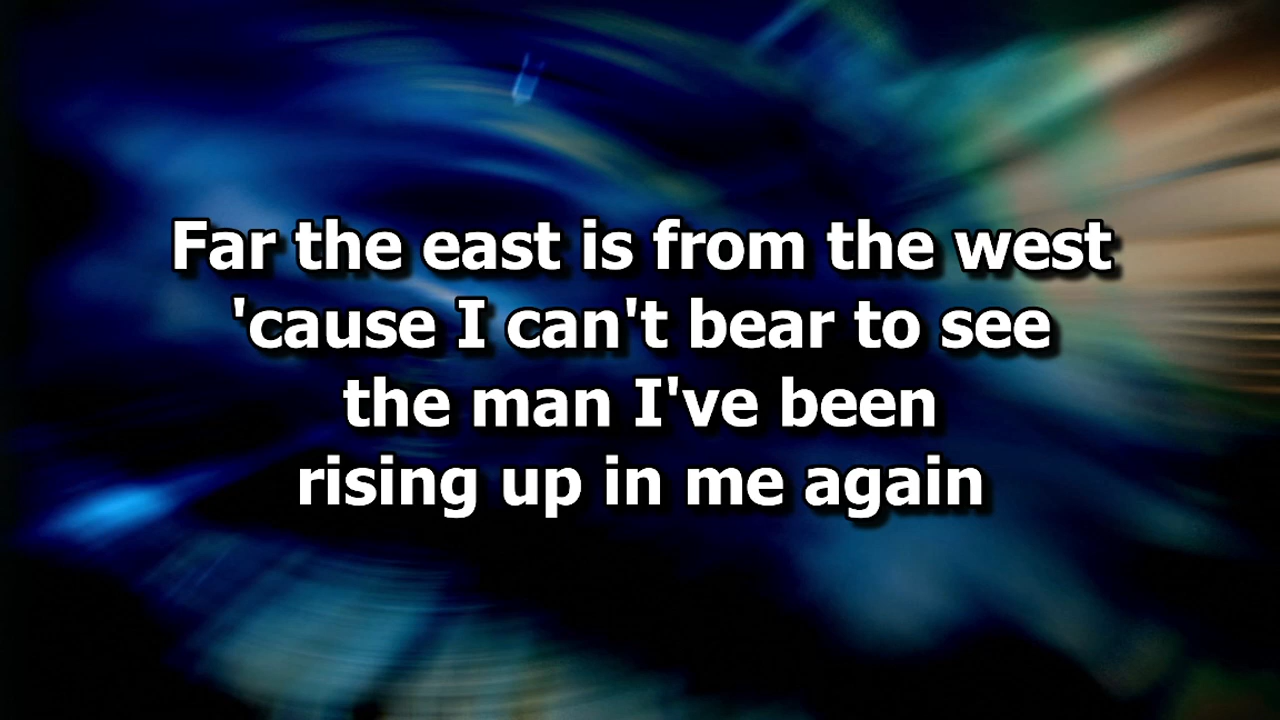 Far the east is from the west
'cause I can't bear to see
the man I've been
rising up in me again